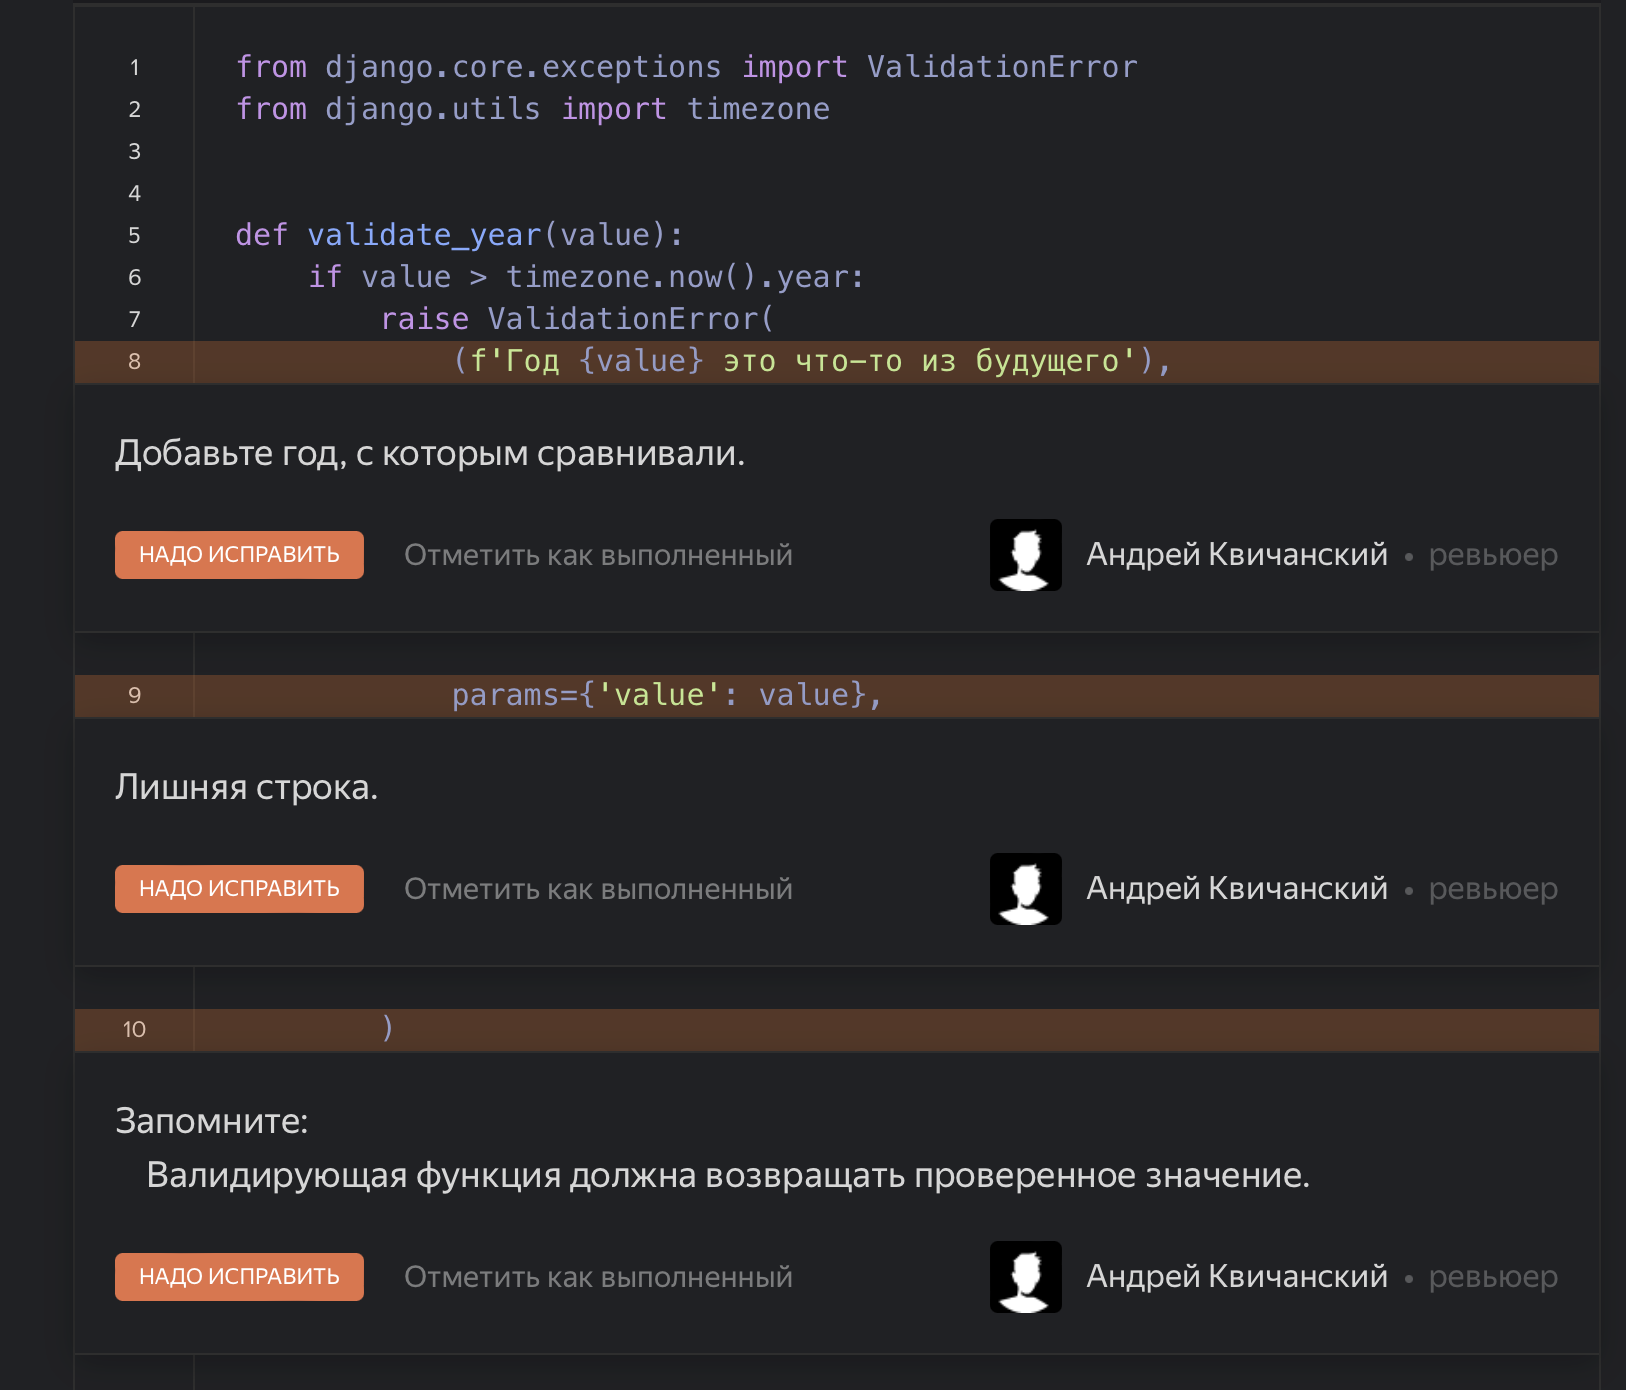 1 from django.core.exceptions import ValidationError
2 from django.utils import timezone
3
4
5 def validate_year(value):
6     if value > timezone.now().year:
7         raise ValidationError(
8             (f'Год {value} это что-то из будущего'),
Добавьте год, с которым сравнивали.
НАДО ИСПРАВИТЬ Отметить как выполненный Андрей Квичанский • ревьюер
9             params={'value': value},
Лишняя строка.
НАДО ИСПРАВИТЬ Отметить как выполненный Андрей Квичанский • ревьюер
10         )
Запомните:
Валидирующая функция должна возвращать проверенное значение.
НАДО ИСПРАВИТЬ Отметить как выполненный Андрей Квичанский • ревьюер